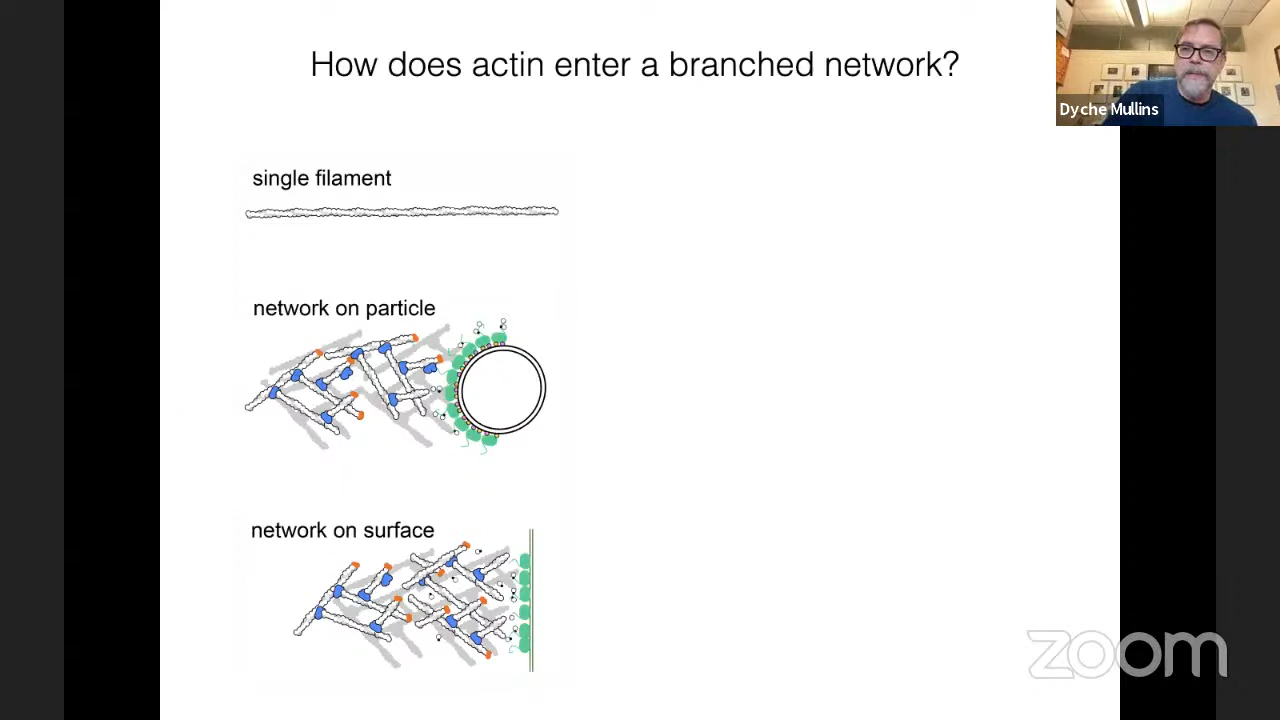 How does actin enter a branched network?
Dyche Mullins
single filament
network on particle
network on surface
zoom